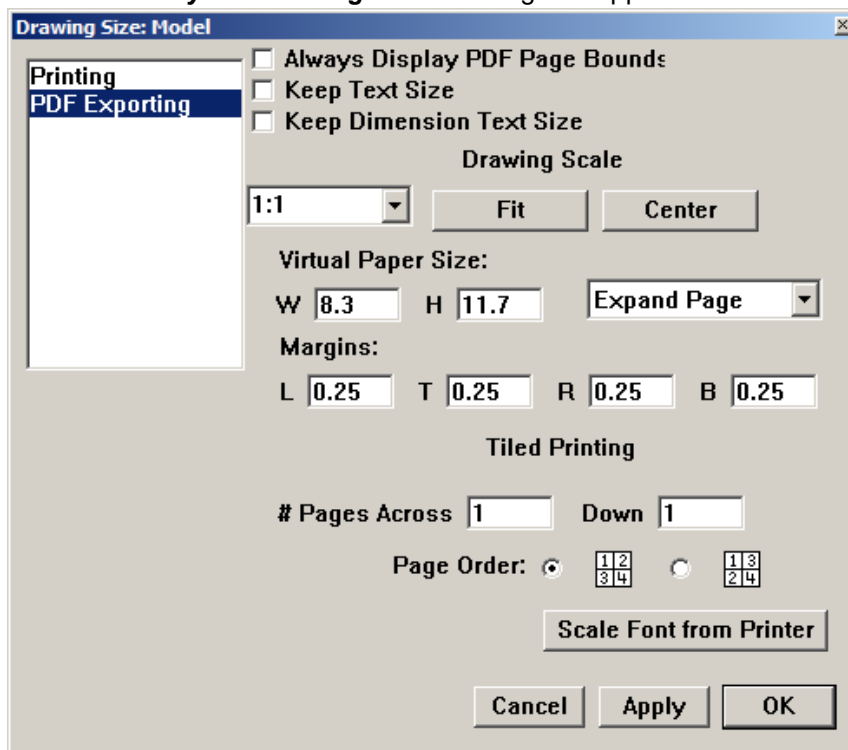 Drawing Size: Model
Printing
PDF Exporting
Always Display PDF Page Bounds
Keep Text Size
Keep Dimension Text Size
Drawing Scale
1:1 Fit Center
Virtual Paper Size:
W 8.3 H 11.7 Expand Page
Margins:
L 0.25 T 0.25 R 0.25 B 0.25
Tiled Printing
# Pages Across 1 Down 1
Page Order: 1 2 3 4 1 3 2 4
Scale Font from Printer
Cancel Apply OK